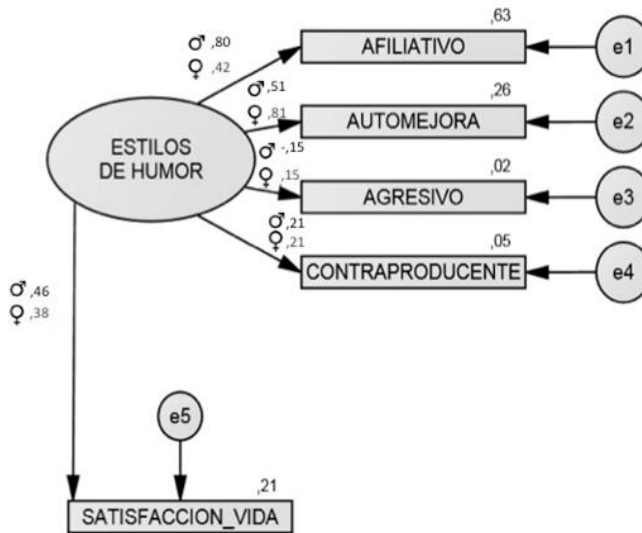 ,63
♂ ,80
♀ ,42
AFILIATIVO
e1
♂ ,51
♀ ,81
,26
AUTOMEJORA
e2
ESTILOS
DE HUMOR
♂ -,15
♀ ,15
,02
AGRESIVO
e3
♂ ,21
♀ ,21
,05
CONTRAPRODUCENTE
e4
♂ ,46
♀ ,38
e5
,21
SATISFACCION_VIDA